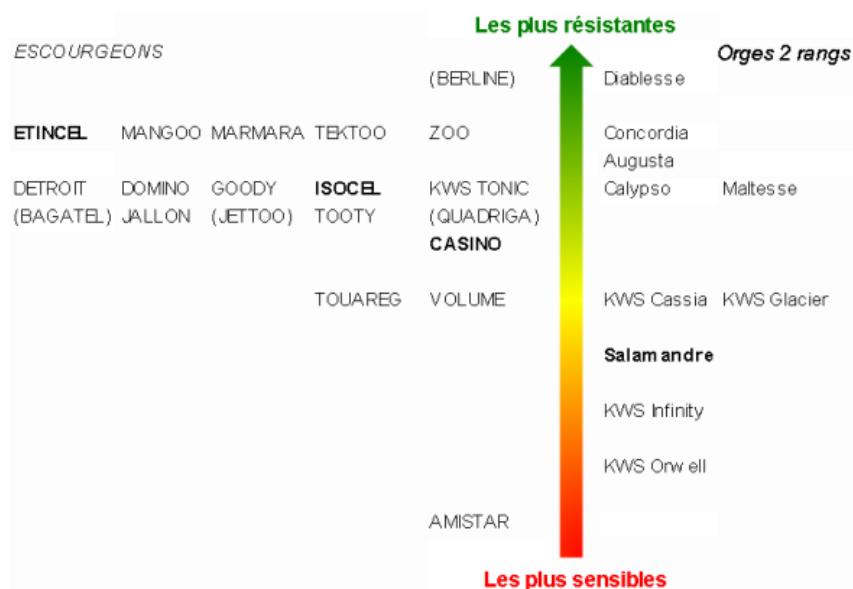 Les plus résistantes
ESCOURGEONS
Orges 2 rangs
(BERLINE) Diablesse
ETINCEL MANGOO MARMARA TEKTOO ZOO Concordia
Augusta
DETROIT DOMINO GOODY ISOCEL KWS TONIC Calypso Maltesse
(BAGATEL) JALLON (JETTOO) TOOTY (QUADRIGA)
CASINO
TOUAREG VOLUME KWS Cassia KWS Glacier
Salamandre
KWS Infinity
KWS Orwell
AMISTAR
Les plus sensibles